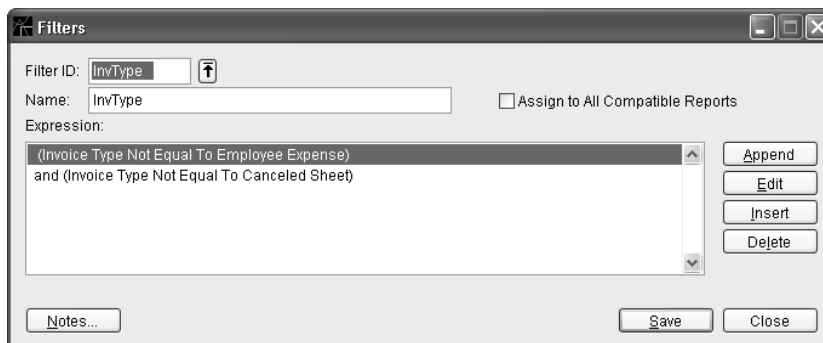 Filters
Filter ID: InvType
Name: InvType
Assign to All Compatible Reports
Expression:
(Invoice Type Not Equal To Employee Expense)
and (Invoice Type Not Equal To Canceled Sheet)
Append
Edit
Insert
Delete
Notes...
Save
Close